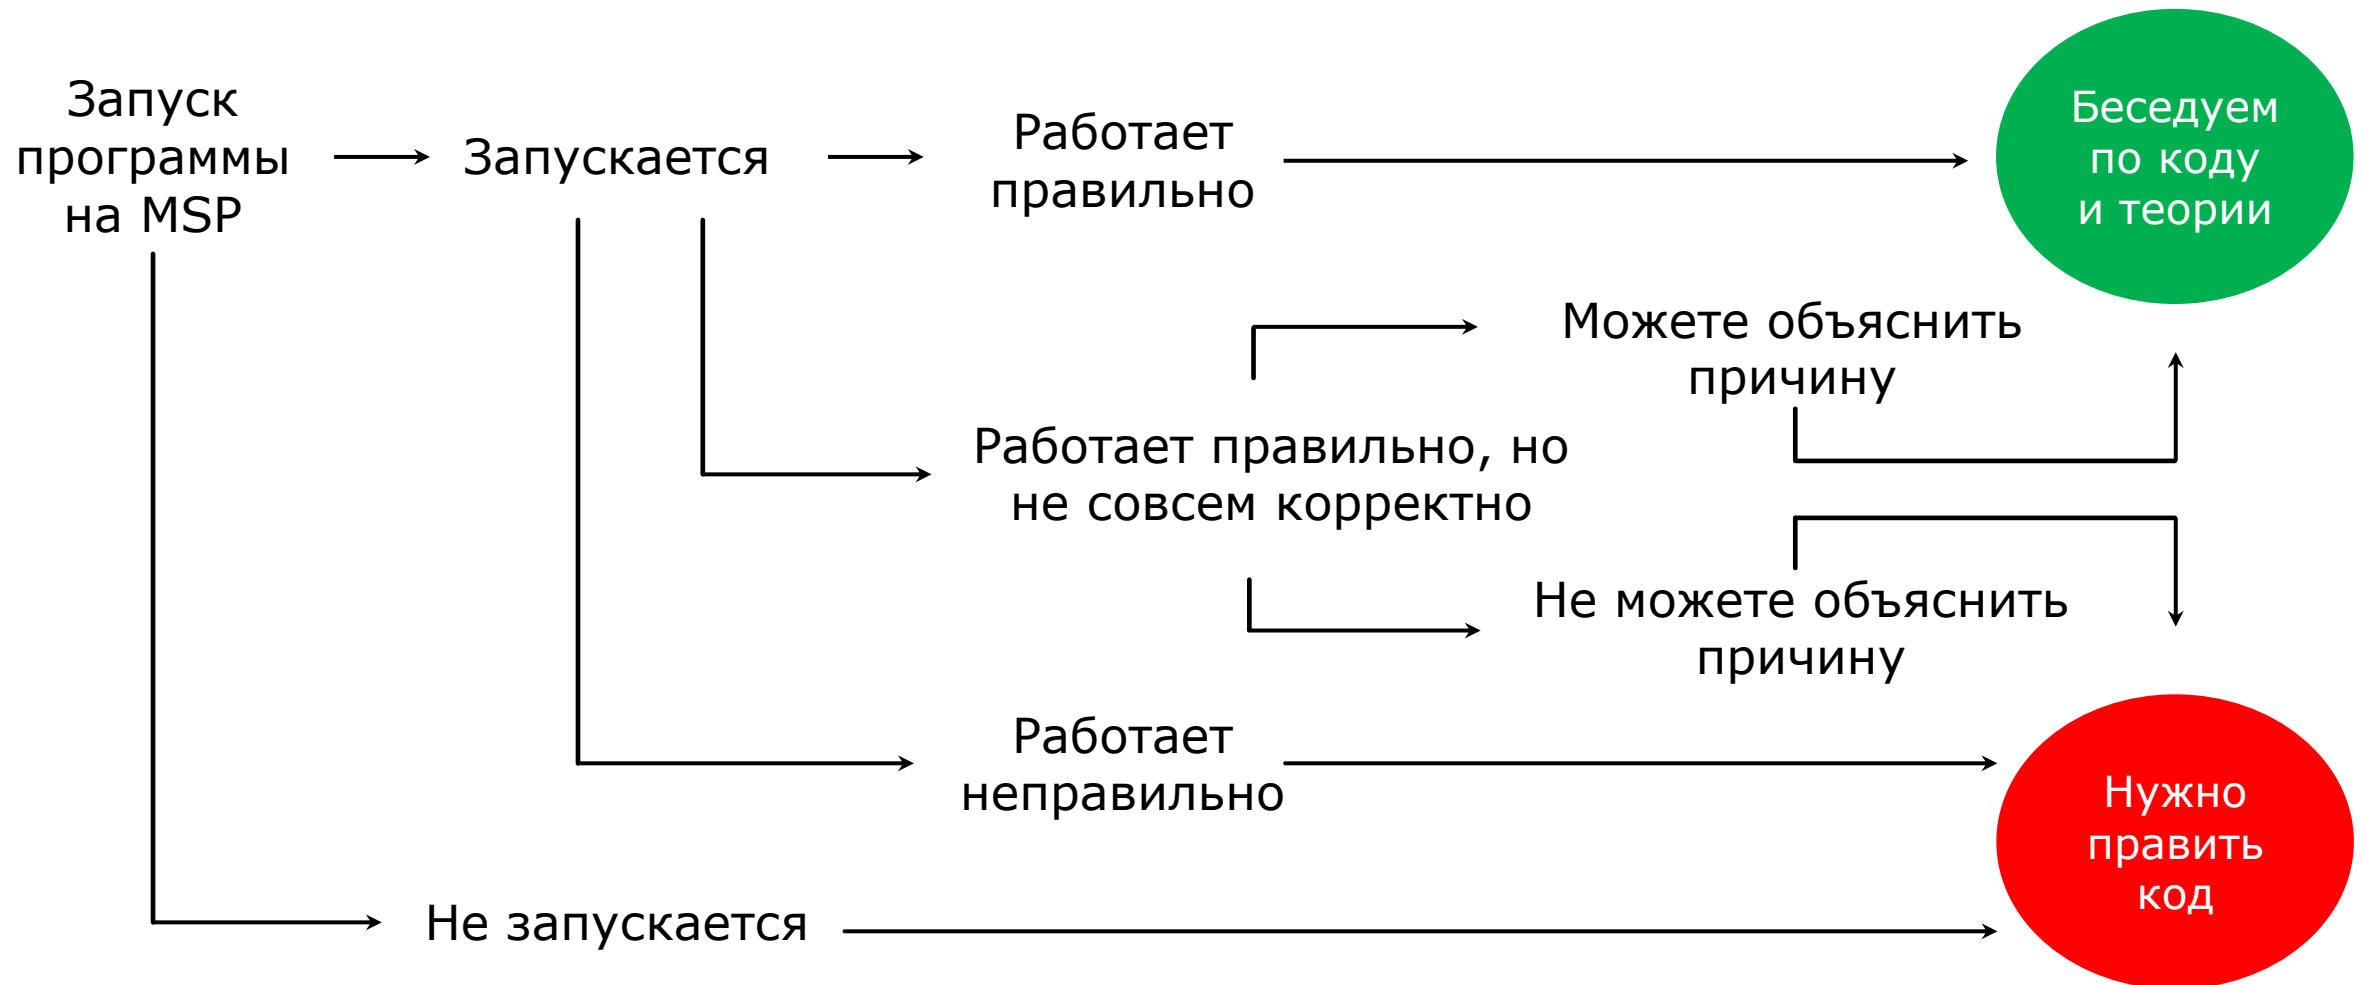 Запуск
программы
на MSP
Запускается
Работает
правильно
Беседуем
по коду
и теории
Можете объяснить
причину
Работает правильно, но
не совсем корректно
Не можете объяснить
причину
Работает
неправильно
Нужно
править
код
Не запускается